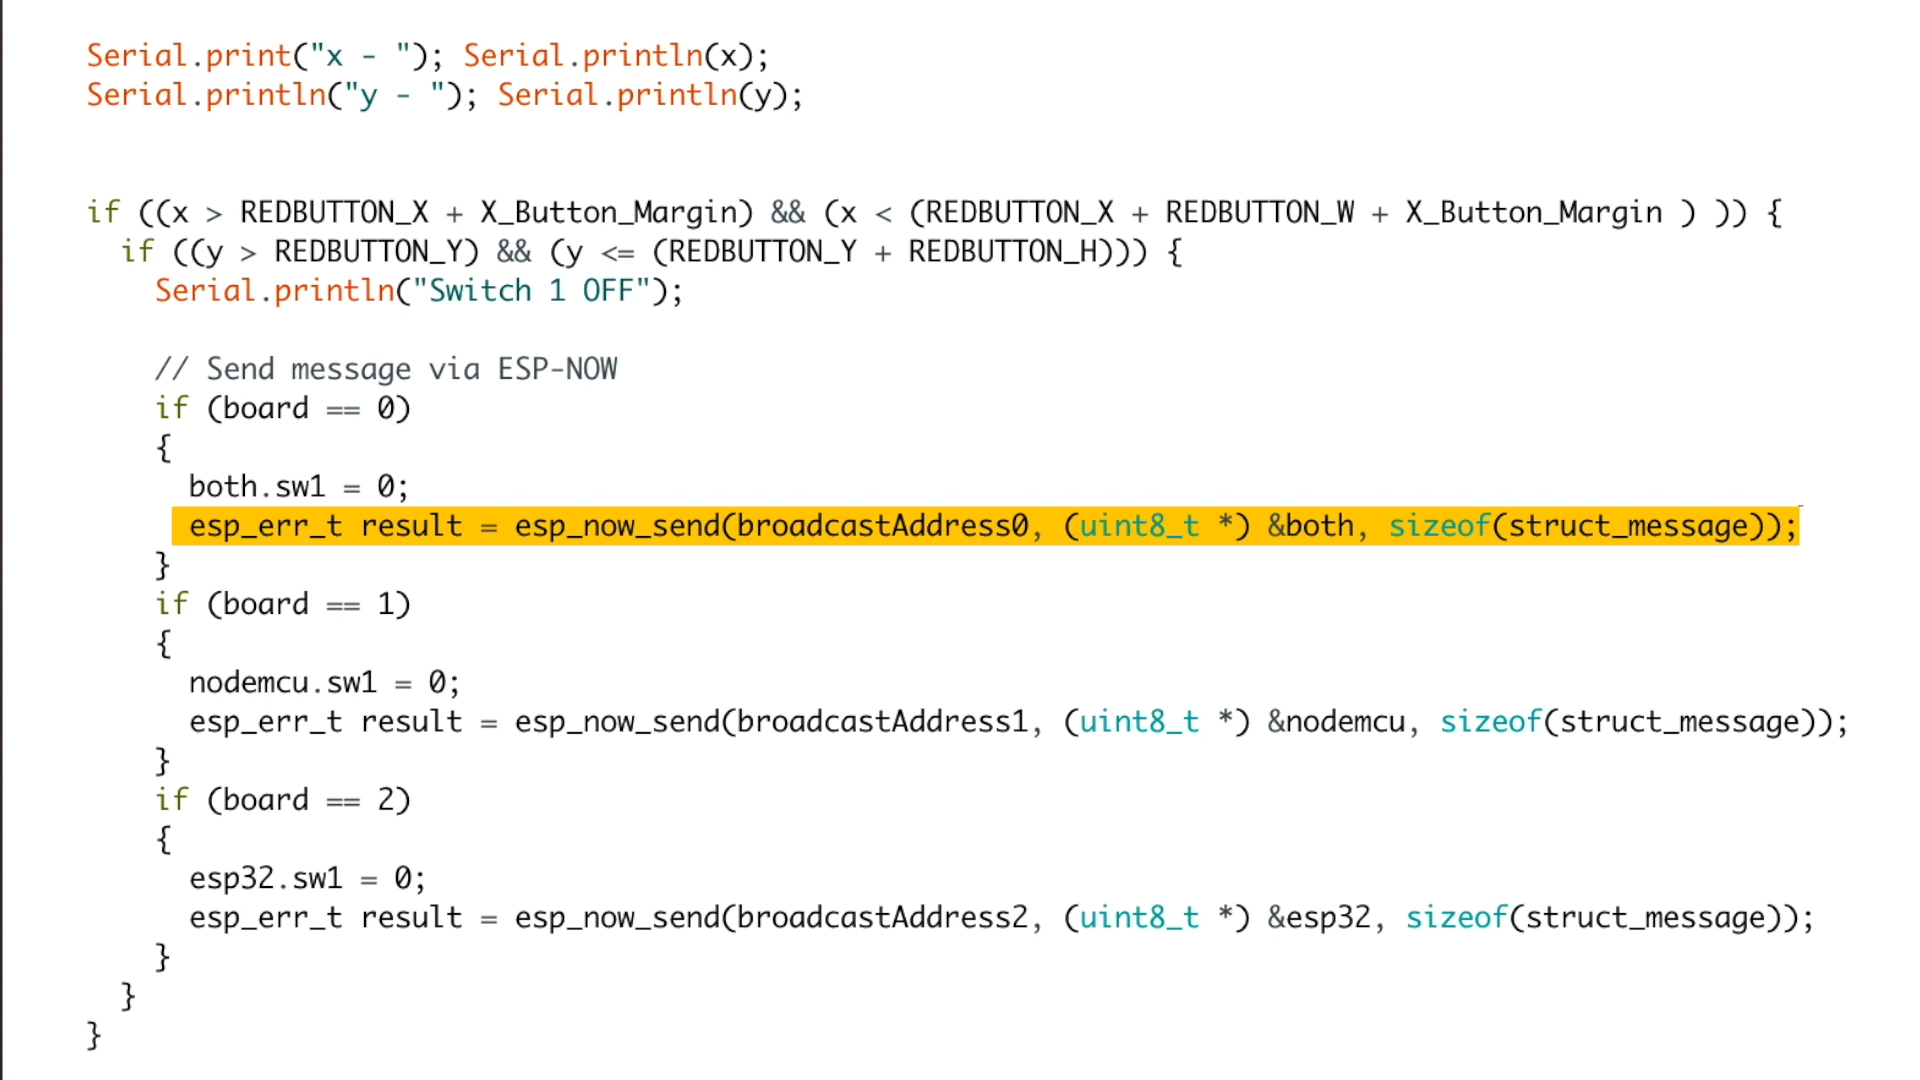 Serial.print("x - "); Serial.println(x);
Serial.println("y - "); Serial.println(y);
if ((x > REDBUTTON_X + X_Button_Margin) && (x < (REDBUTTON_X + REDBUTTON_W + X_Button_Margin ) )) {
if ((y > REDBUTTON_Y) && (y <= (REDBUTTON_Y + REDBUTTON_H))) {
Serial.println("Switch 1 OFF");
// Send message via ESP-NOW
if (board == 0)
{
both.sw1 = 0;
esp_err_t result = esp_now_send(broadcastAddress0, (uint8_t *) &both, sizeof(struct_message));
}
if (board == 1)
{
nodemcu.sw1 = 0;
esp_err_t result = esp_now_send(broadcastAddress1, (uint8_t *) &nodemcu, sizeof(struct_message));
}
if (board == 2)
{
esp32.sw1 = 0;
esp_err_t result = esp_now_send(broadcastAddress2, (uint8_t *) &esp32, sizeof(struct_message));
}
}
}